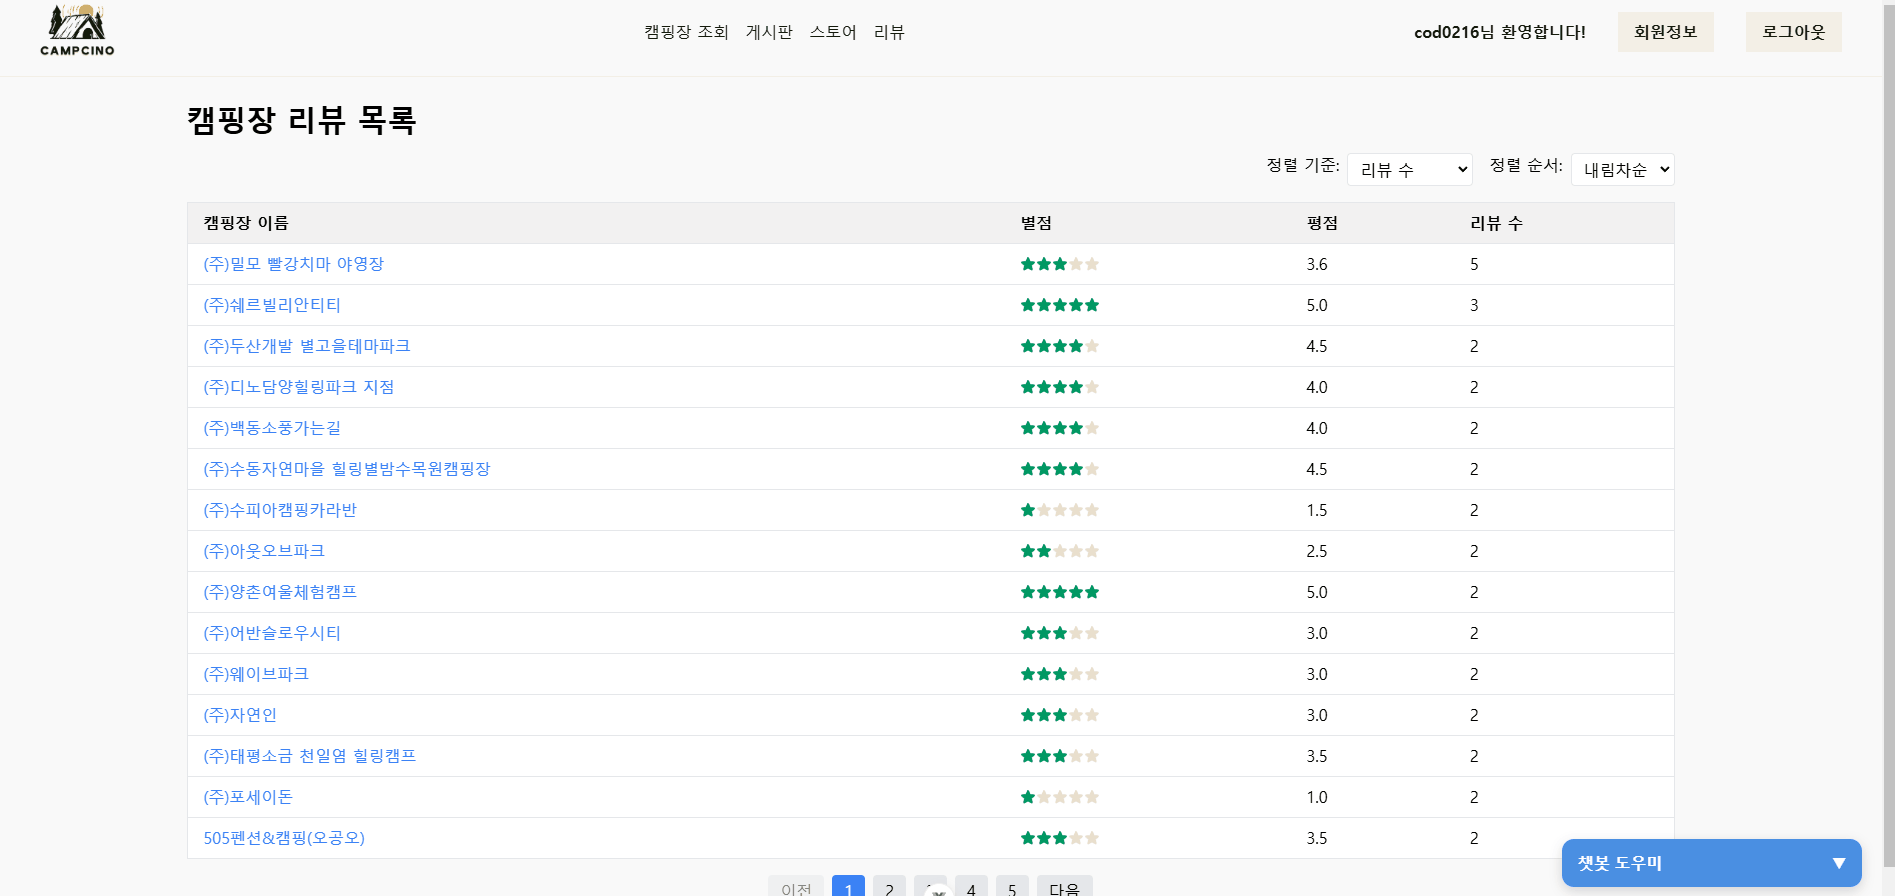 CAMPCINO
캠핑장 조회 게시판 스토어 리뷰
cod0216님 환영합니다! 회원정보 로그아웃
캠핑장 리뷰 목록
정렬 기준: 리뷰 수 정렬 순서: 내림차순
캠핑장 이름 별점 평점 리뷰 수
(주)밀모 빨강치마 야영장 3.6 5
(주)쉐르빌리안티티 5.0 3
(주)두산개발 별고을테마파크 4.5 2
(주)디노담양힐링파크 지점 4.0 2
(주)백동소풍가는길 4.0 2
(주)수동자연마을 힐링별밤수목원캠핑장 4.5 2
(주)수피아캠핑카라반 1.5 2
(주)아웃오브파크 2.5 2
(주)양촌여울체험캠프 5.0 2
(주)어반슬로우시티 3.0 2
(주)웨이브파크 3.0 2
(주)자연인 3.0 2
(주)태평소금 천일염 힐링캠프 3.5 2
(주)포세이돈 1.0 2
505펜션&캠핑(오공오) 3.5 2
챗봇 도우미 ▼
이전 1 2 4 5 다음